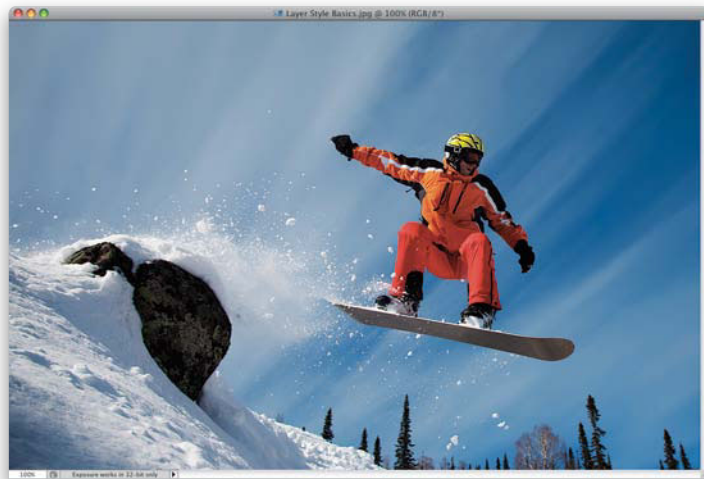 Layer Style Basics.jpg @ 100% (RGB/8*)
100% Exposure works in 32-bit only